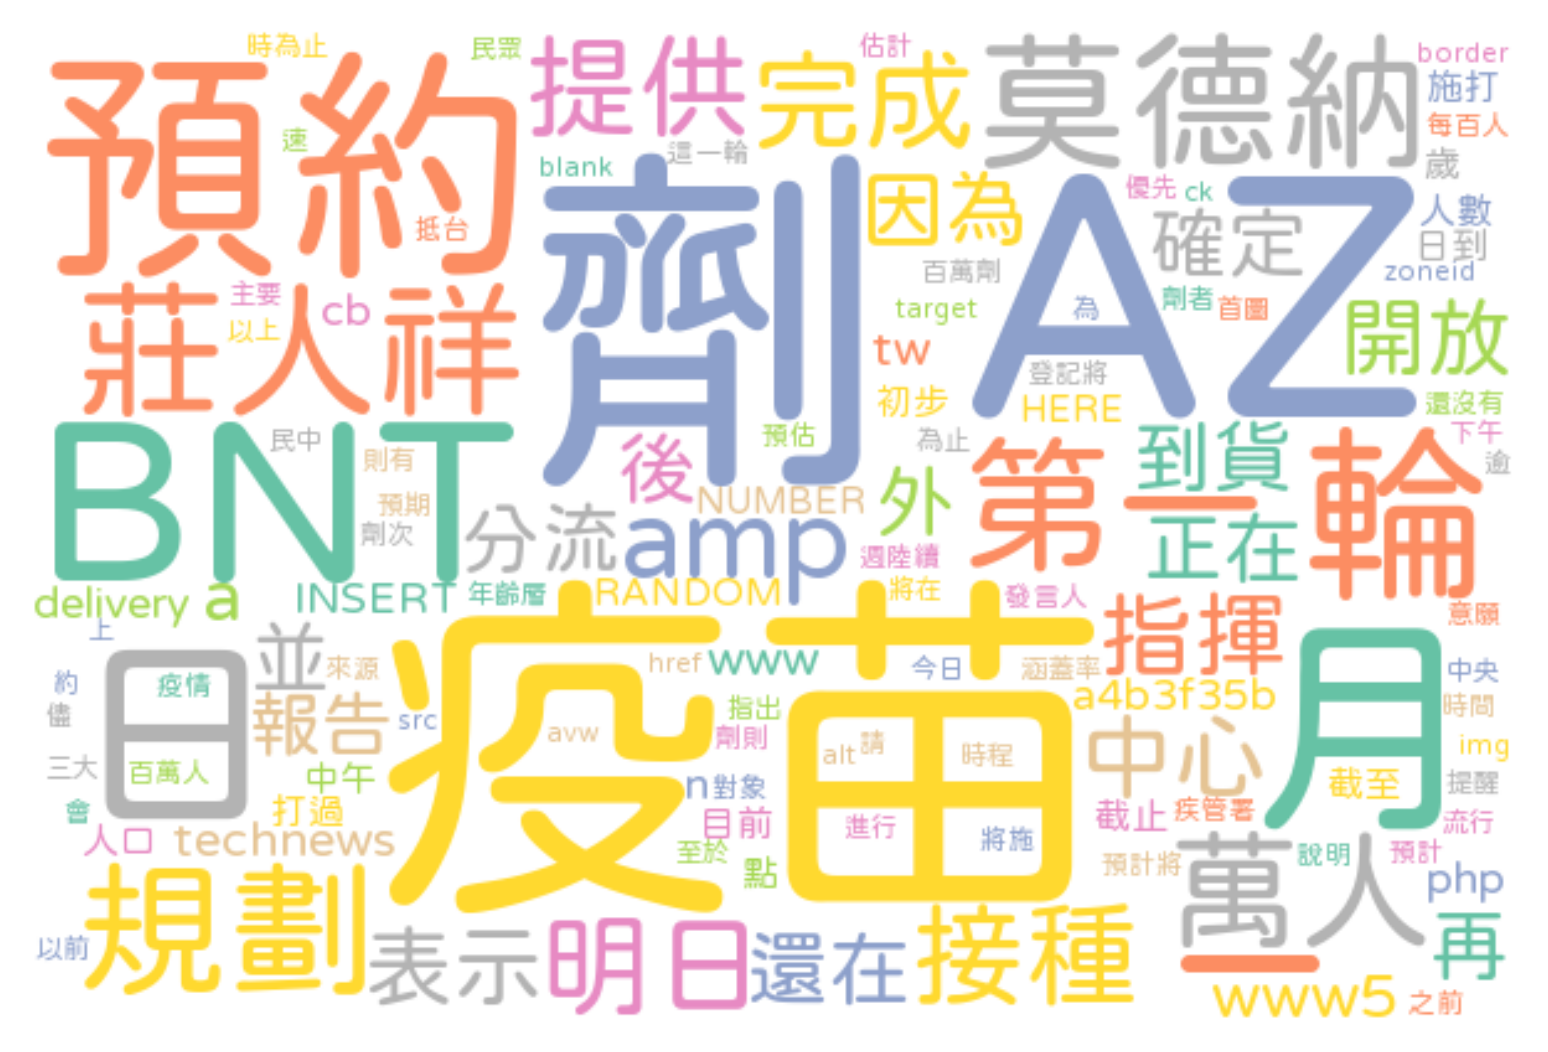 時為止
民眾
提供
完成
估計
莫德納
border
施打
預約
速
這一輪
每百人
blank
因為
優先
ck
歲
抵台
劑
AZ
確定
人數
日到
莊人祥
主要
以上
cb
百萬劑
target
為
劑者
首圖
zoneid
開放
tw
登記將
初步
HERE
還沒有
BNT
民中
則有
預期
劑次
後
預估
為止
第一輪
到貨
下午
逾
分流
NUMBER
amp
外
正在
週陸續
delivery
a
INSERT
年齡層
RANDOM
將在
發言人
上
並
來源
疫苗
href
www
今日
涵蓋率
指揮
意願
約
儘
日
疫情
月
中央
報告
src
指出
劑則
a4b3f35b
時間
avw
alt
請
時程
中心
img
三大
百萬人
中午
n
對象
截至
提醒
會
打過
目前
進行
將施
截止
疾管署
流行
人口
technews
至於
點
預計將
萬人
說明
預計
php
規劃
以前
表示
明日
還在
接種
一
再
www5
之前